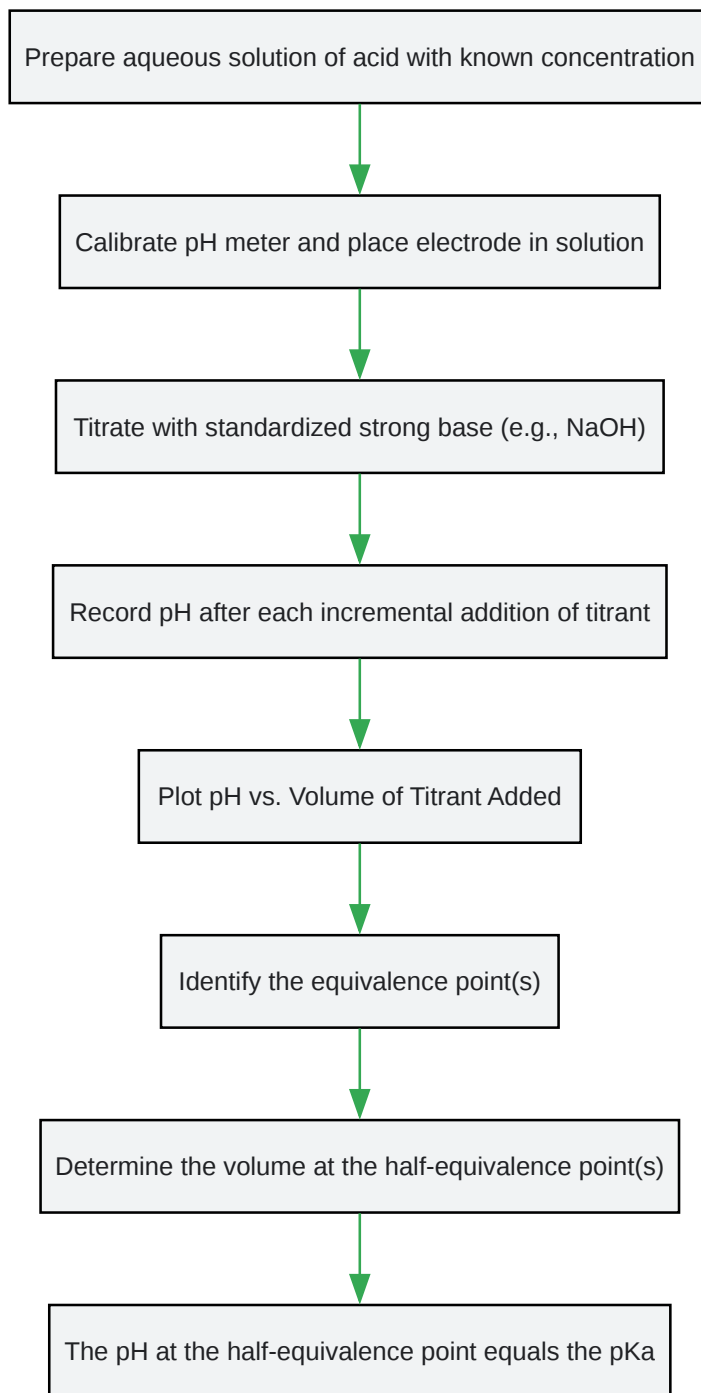 Prepare aqueous solution of acid with known concentration
Calibrate pH meter and place electrode in solution
Titrate with standardized strong base (e.g., NaOH)
Record pH after each incremental addition of titrant
Plot pH vs. Volume of Titrant Added
Identify the equivalence point(s)
Determine the volume at the half-equivalence point(s)
The pH at the half-equivalence point equals the pKa